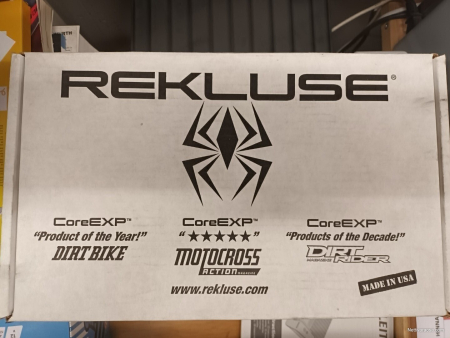 REKLUSE®
CoreEXP™
"Product of the Year!"
DIRT BIKE
CoreEXP™
"★★★★★"
MOTOCROSS
ACTION MAGAZINE
CoreEXP™
"Products of the Decade!"
DIRT
RIDER
www.rekluse.com
MADE IN USA